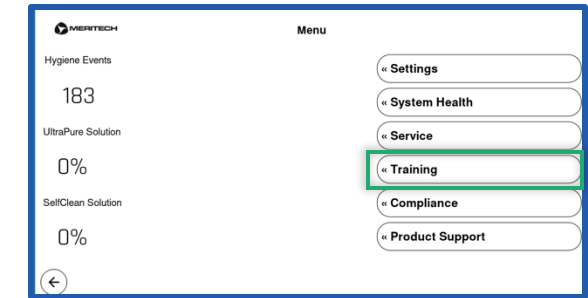 MERITECH
Menu
Hygiene Events
183
UltraPure Solution
0%
SelfClean Solution
0%
« Settings
« System Health
« Service
« Training
« Compliance
« Product Support